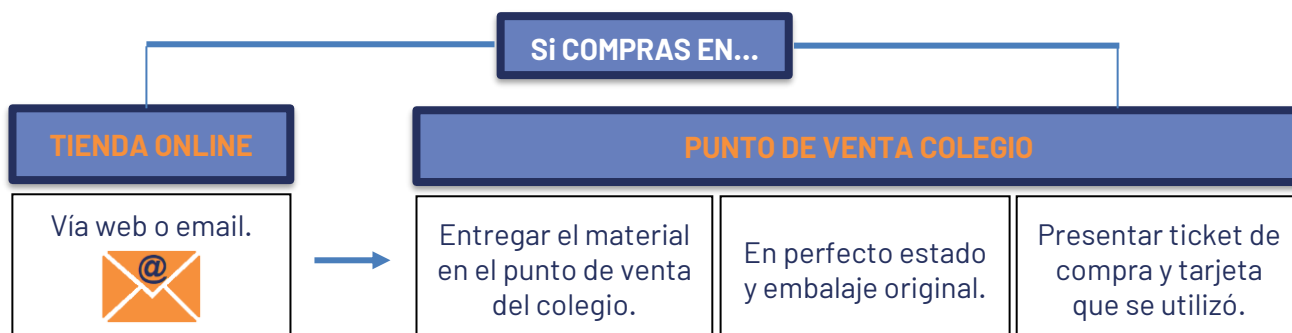 Si COMPRAS EN...
TIENDA ONLINE
PUNTO DE VENTA COLEGIO
Vía web o email.
@
Entregar el material
en el punto de venta
del colegio.
En perfecto estado
y embalaje original.
Presentar ticket de
compra y tarjeta
que se utilizó.